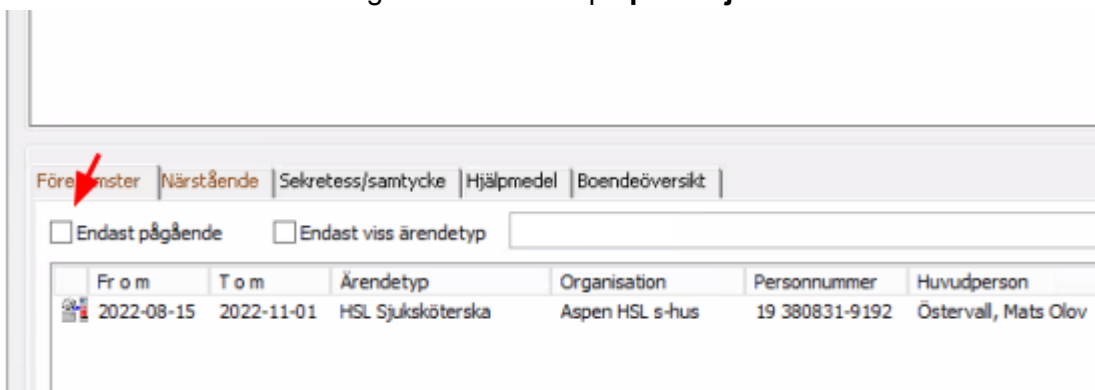 Närstående Sekretess/samtycke Hjälpmedel Boendeöversikt
Endast pågående Endast viss ärendetyp
Fr o m T o m Ärendetyp Organisation Personnummer Huvudperson
2022-08-15 2022-11-01 HSL Sjuksköterska Aspen HSL s-hus 19 380831-9192 Östervall, Mats Olov